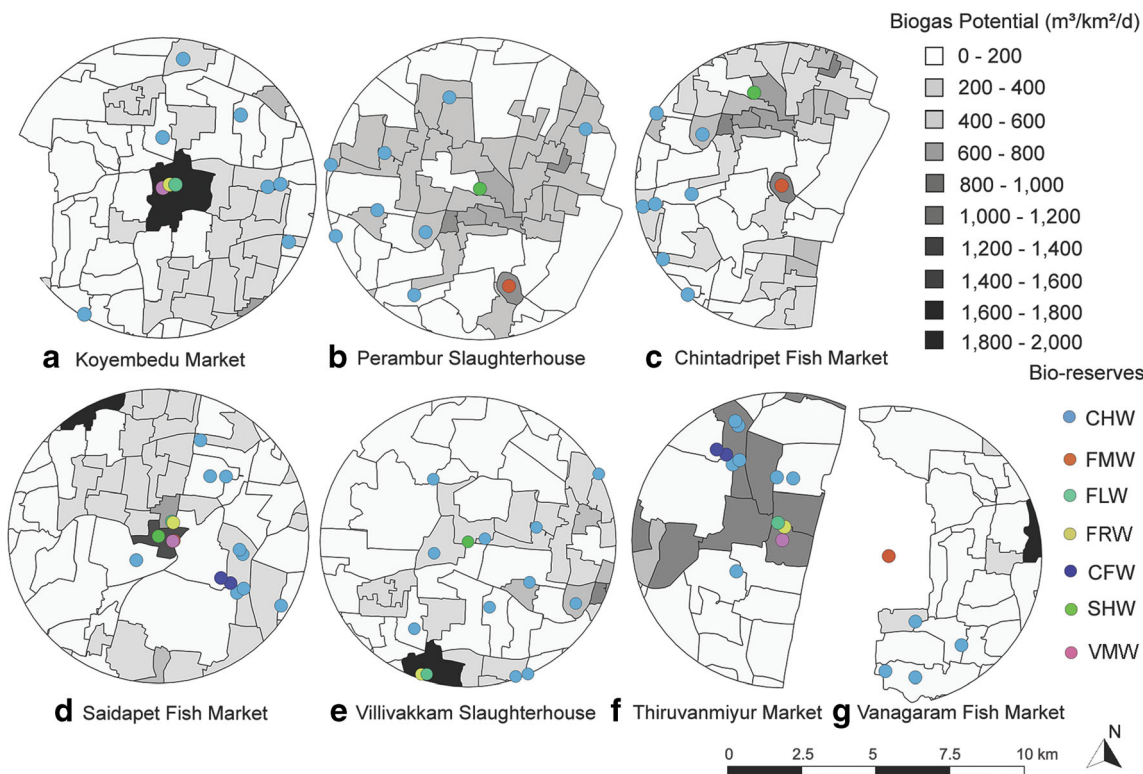 Biogas Potential (m³/km²/d)
0 - 200
200 - 400
400 - 600
600 - 800
800 - 1,000
1,000 - 1,200
1,200 - 1,400
1,400 - 1,600
1,600 - 1,800
1,800 - 2,000
a Koyembedu Market
b Perambur Slaughterhouse
c Chintadripet Fish Market
Bio-reserves
CHW
FMW
FLW
FRW
CFW
SHW
VMW
d Saidapet Fish Market
e Villivakkam Slaughterhouse
f Thiruvanmiyur Market
g Vanagaram Fish Market
N
0 2.5 5 7.5 10 km